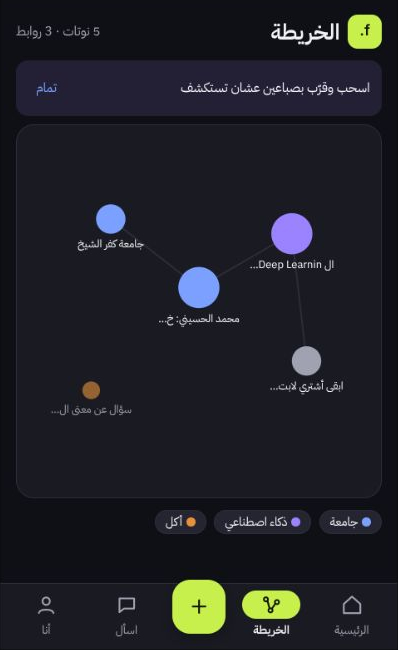 .f
الخريطة
5 نوتات · 3 روابط
اسحب وقرّب بصباعين عشان تستكشف
تمام
جامعة كفر الشيخ
ال Deep Learnin...
محمد الحسيني: خ...
ابقى أشتري لابت...
سؤال عن معنى ال...
جامعة
ذكاء اصطناعي
أكل
الرئيسية
الخريطة
+
اسأل
أنا